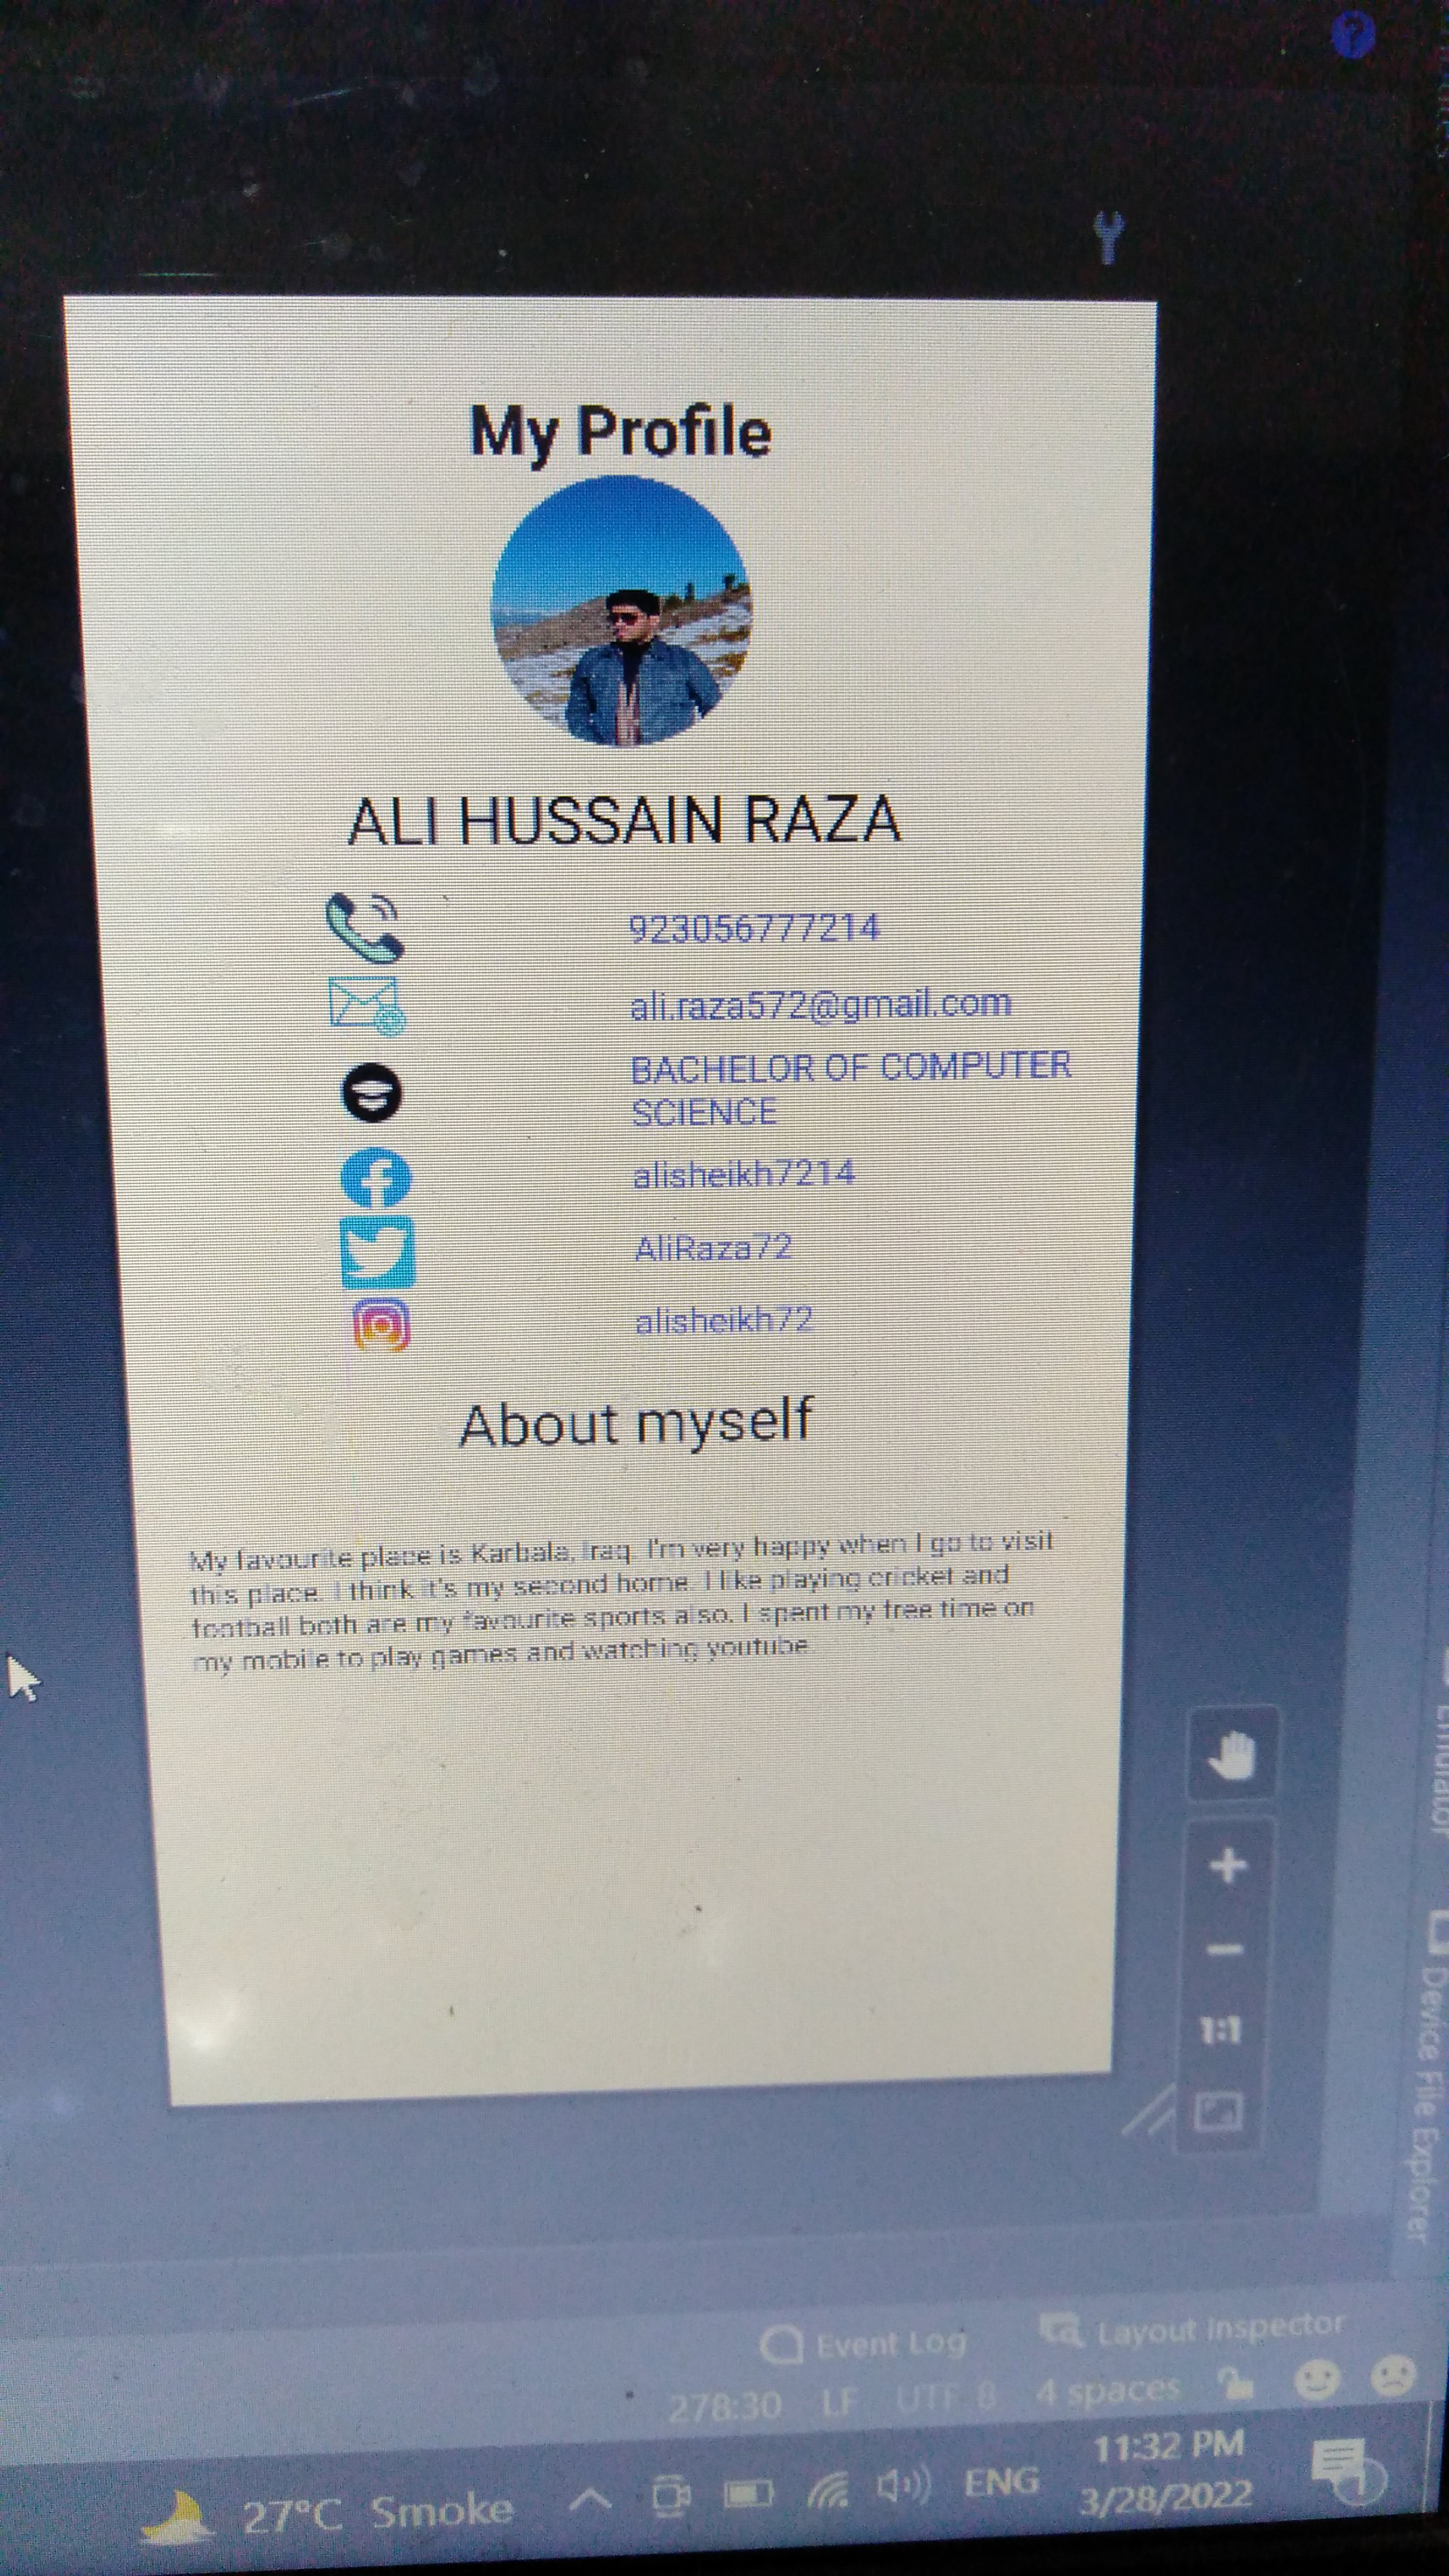 My Profile
ALI HUSSAIN RAZA
923056777214
ali.raza572@gmail.com
BACHELOR OF COMPUTER
SCIENCE
alisheikh7214
AliRaza72
alisheikh72
About myself
My favourite place is Karbala, Iraq. I'm very happy when I go to visit
this place. I think it's my second home. I like playing cricket and
football both are my favourite sports also. I spent my free time on
my mobile to play games and watching youtube
1:1
Emulator
Device File Explorer
Event Log
Layout Inspector
278:30 LF UTF 8 4 spaces
27°C Smoke
ENG
11:32 PM
3/28/2022
1